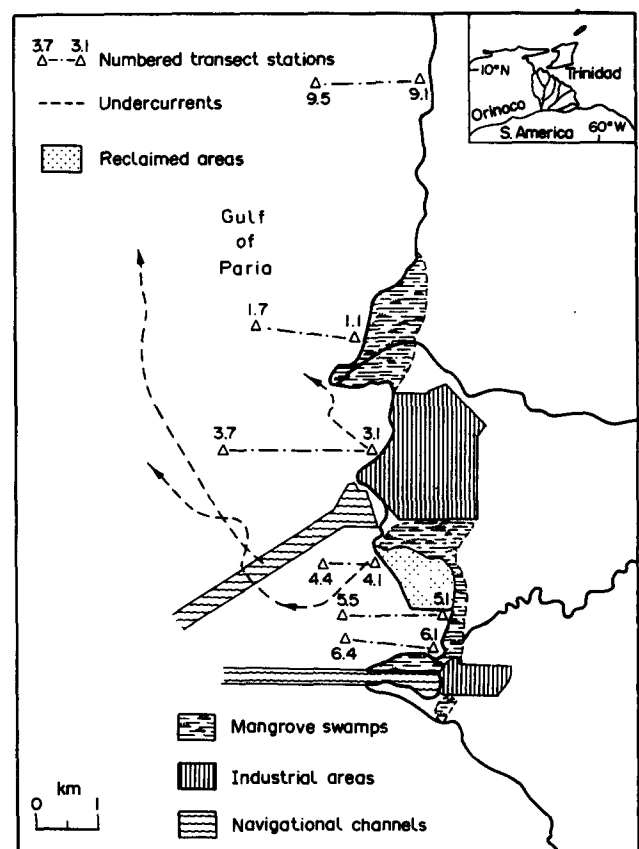 3.7 3.1
Numbered transect stations
Undercurrents
Reclaimed areas
10°N
Trinidad
Orinoco
S. America
60°W
9.5
9.1
Gulf
of
Paria
1.7
1.1
3.7
3.1
4.4
4.1
5.5
5.1
6.4
6.1
Mangrove swamps
Industrial areas
Navigational channels
km
0 1